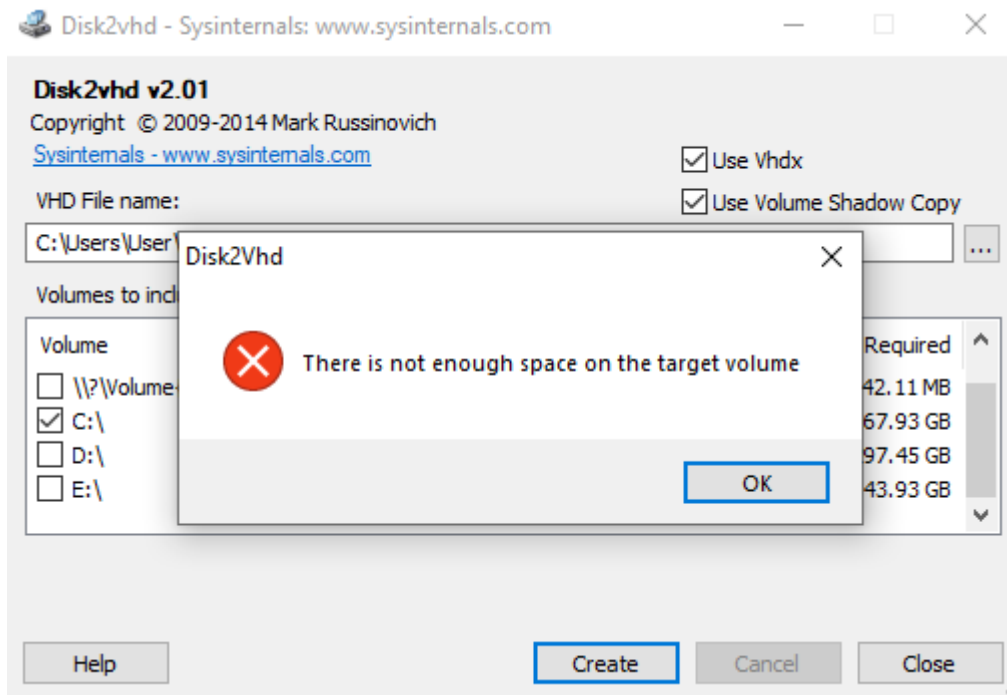 Disk2vhd - Sysinternals: www.sysinternals.com
Disk2vhd v2.01
Copyright © 2009-2014 Mark Russinovich
Sysinternals - www.sysinternals.com
Use Vhdx
VHD File name:
Use Volume Shadow Copy
C:\Users\User\
...
Disk2Vhd
Volumes to
There is not enough space on the target volume
OK
Volume
Required
\\?\Volume
42.11 MB
C:\
67.93 GB
D:\
97.45 GB
E:\
43.93 GB
Help
Create
Cancel
Close